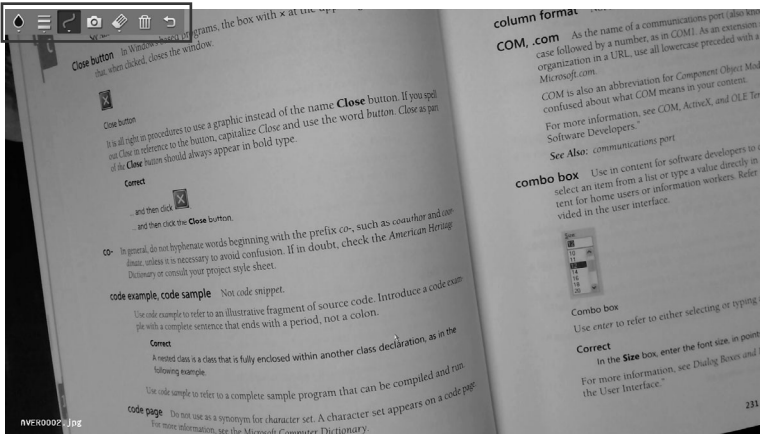 Close button In Windows-based programs, the box with x at the
that, when clicked, closes the window.
Close button
It is all right in procedures to use a graphic instead of the name Close button. If you spell
out Close in reference to the button, capitalize Close and use the word button. Close as part
of the Close button should always appear in bold type.
Correct
... and then click
... and then click the Close button.
co- In general, do not hyphenate words beginning with the prefix co-, such as coauthor and coor-
dinate, unless it is necessary to avoid confusion. If in doubt, check the American Heritage
Dictionary or consult your project style sheet.
code example, code sample Not code snippet.
Use code example to refer to an illustrative fragment of source code. Introduce a code exam-
ple with a complete sentence that ends with a period, not a colon.
Correct
A nested class is a class that is fully enclosed within another class declaration, as in the
following example.
Use code sample to refer to a complete sample program that can be compiled and run.
code page Do not use as a synonym for character set. A character set appears on a code page.
For more information, see the Microsoft Computer Dictionary.
column format
COM, .com As the name of a communications port (also
case followed by a number, as in COM1. As an extension
organization in a URL, use all lowercase preceded with a
Microsoft.com.
COM is also an abbreviation for Component Object
confused about what COM means in your content.
For more information, see COM, ActiveX, and OLE
Software Developers."
See Also: communications port
combo box Use in content for software developers to
select an item from a list or type a value directly in
tent for home users or information workers. Refer
vided in the user interface.
Size
12
10
11
12
14
16
18
20
Combo box
Use enter to refer to either selecting or typing
Correct
In the Size box, enter the font size, in
For more information, see Dialog Boxes and
the User Interface."
231
NVER0002.jpg